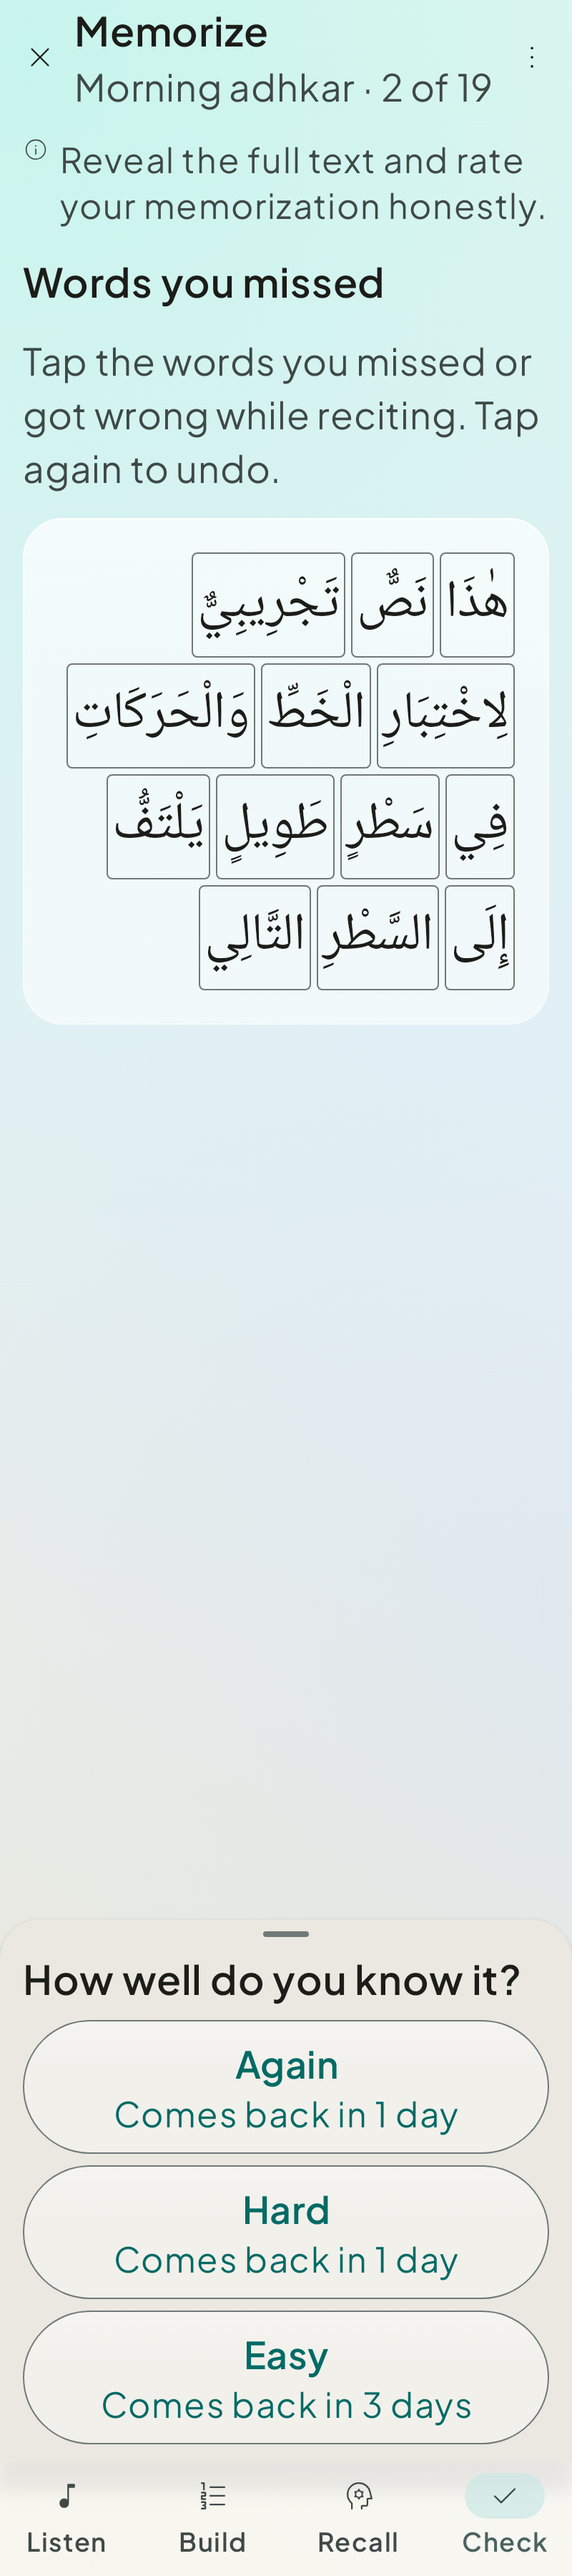 Memorize
Morning adhkar · 2 of 19
Reveal the full text and rate
your memorization honestly.
Words you missed
Tap the words you missed or
got wrong while reciting. Tap
again to undo.
هٰذَا نَصٌّ تَجْرِيبِيٌّ
لِاخْتِبَارِ الْخَطِّ وَالْحَرَكَاتِ
فِي سَطْرٍ طَوِيلٍ يَلْتَفُّ
إِلَى السَّطْرِ التَّالِي
How well do you know it?
Again
Comes back in 1 day
Hard
Comes back in 1 day
Easy
Comes back in 3 days
Listen Build Recall Check